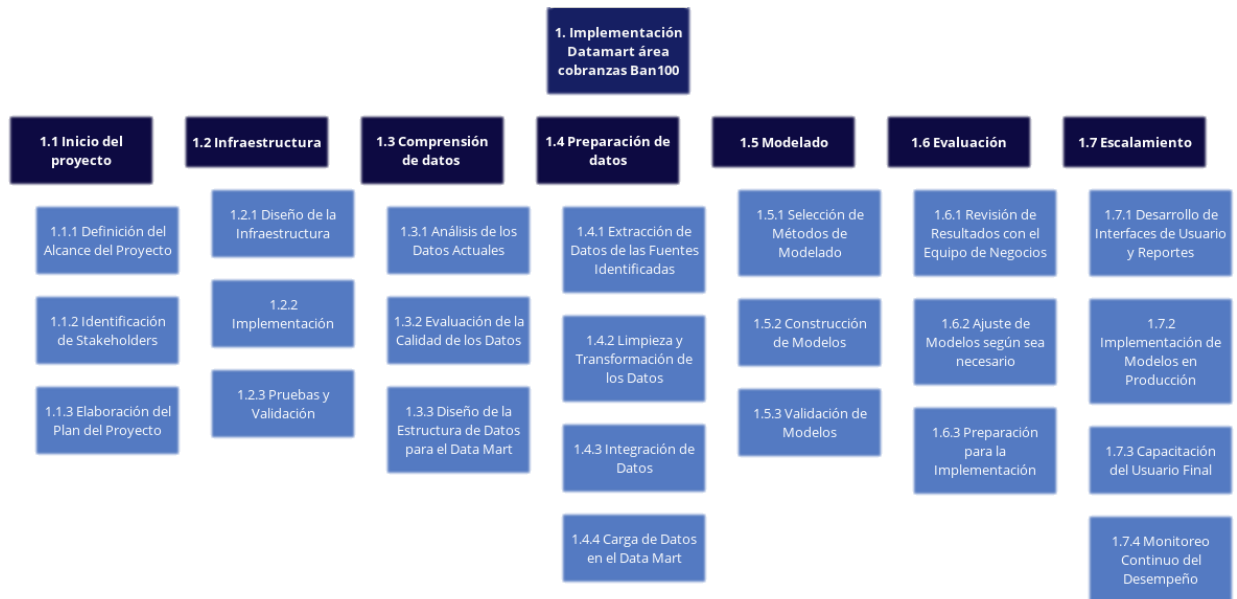 1. Implementación
Datamart área
cobranzas Ban100
1.1 Inicio del
proyecto
1.1.1 Definición del
Alcance del Proyecto
1.1.2 Identificación
de Stakeholders
1.1.3 Elaboración del
Plan del Proyecto
1.2 Infraestructura
1.2.1 Diseño de la
Infraestructura
1.2.2
Implementación
1.2.3 Pruebas y
Validación
1.3 Comprensión
de datos
1.3.1 Análisis de los
Datos Actuales
1.3.2 Evaluación de la
Calidad de los Datos
1.3.3 Diseño de la
Estructura de Datos
para el Data Mart
1.4 Preparación de
datos
1.4.1 Extracción de
Datos de las Fuentes
Identificadas
1.4.2 Limpieza y
Transformación de
los Datos
1.4.3 Integración de
Datos
1.4.4 Carga de Datos
en el Data Mart
1.5 Modelado
1.5.1 Selección de
Métodos de
Modelado
1.5.2 Construcción
de Modelos
1.5.3 Validación de
Modelos
1.6 Evaluación
1.6.1 Revisión de
Resultados con el
Equipo de Negocios
1.6.2 Ajuste de
Modelos según sea
necesario
1.6.3 Preparación
para la
Implementación
1.7 Escalamiento
1.7.1 Desarrollo de
Interfaces de Usuario
y Reportes
1.7.2
Implementación de
Modelos en
Producción
1.7.3 Capacitación
del Usuario Final
1.7.4 Monitoreo
Continuo del
Desempeño